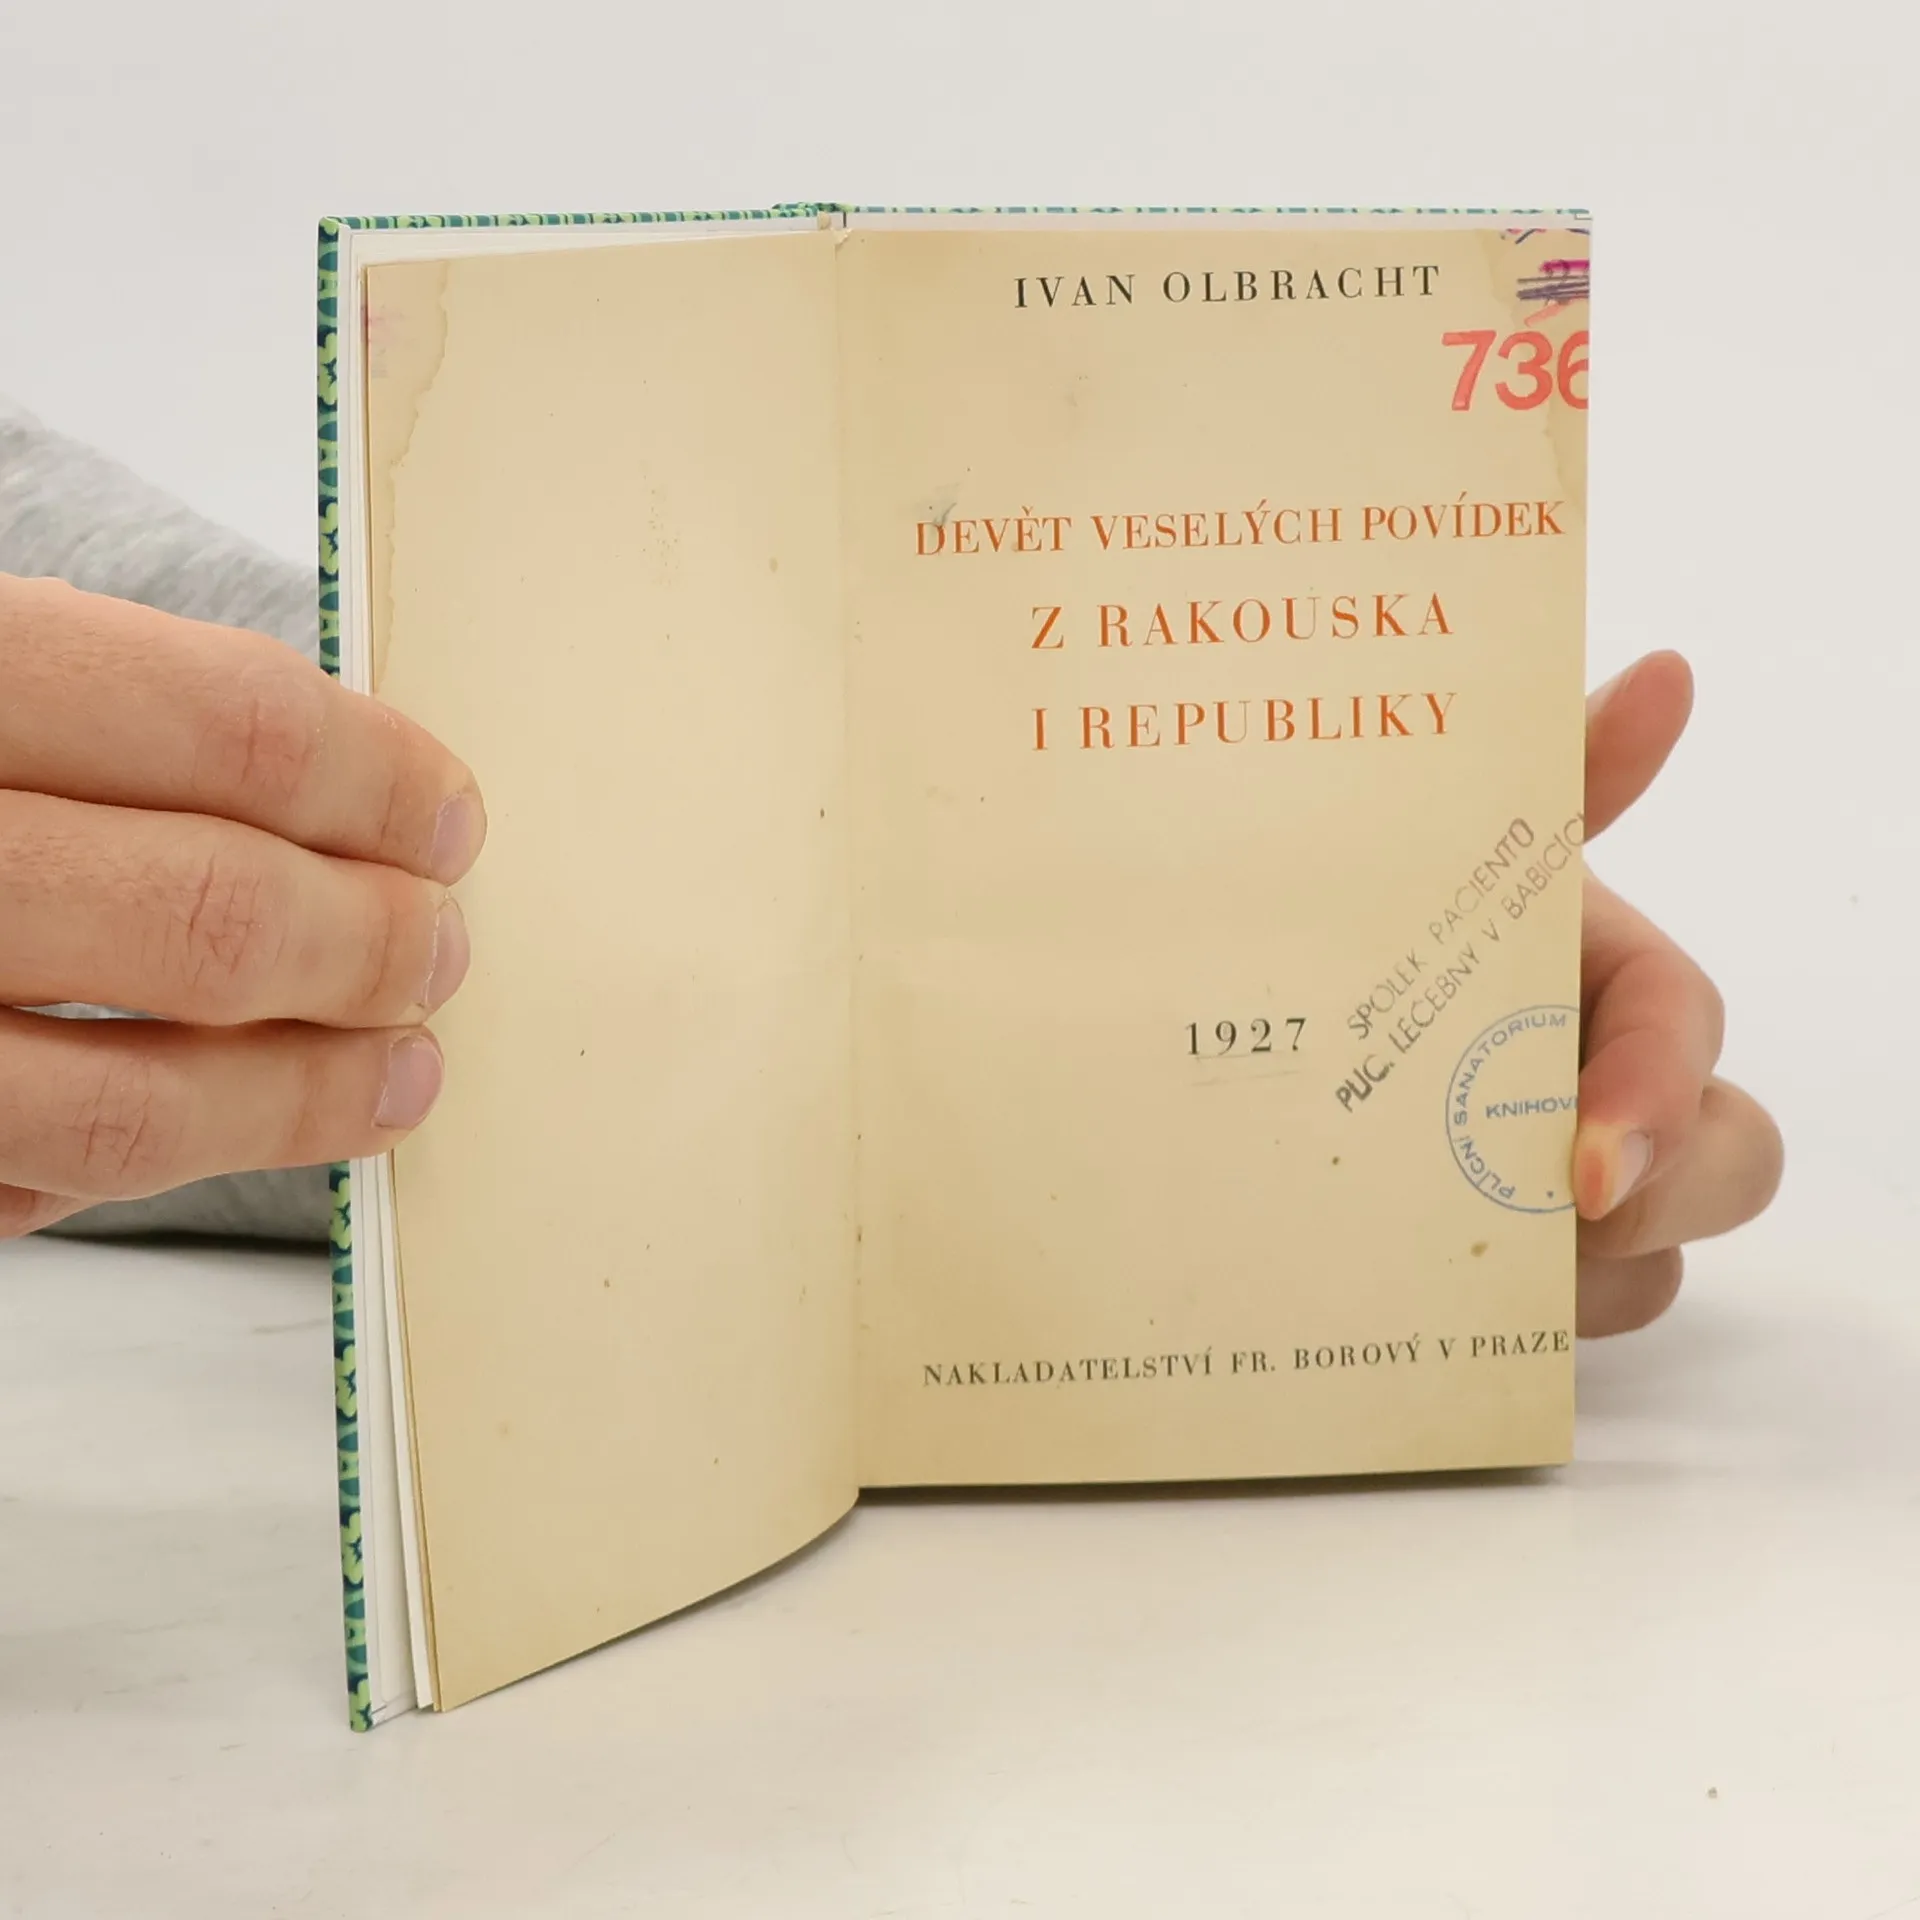 IVAN OLBRACHT
736
DEVĚT VESELÝCH POVÍDEK
Z RAKOUSKA
I REPUBLIKY
1927
SPOLEK PACIENTŮ
PLIC. LÉČEBNY V BABICÍCH
PLICNÍ SANATORIUM
KNIHOV
NAKLADATELSTVÍ FR. BOROVÝ V PRAZE